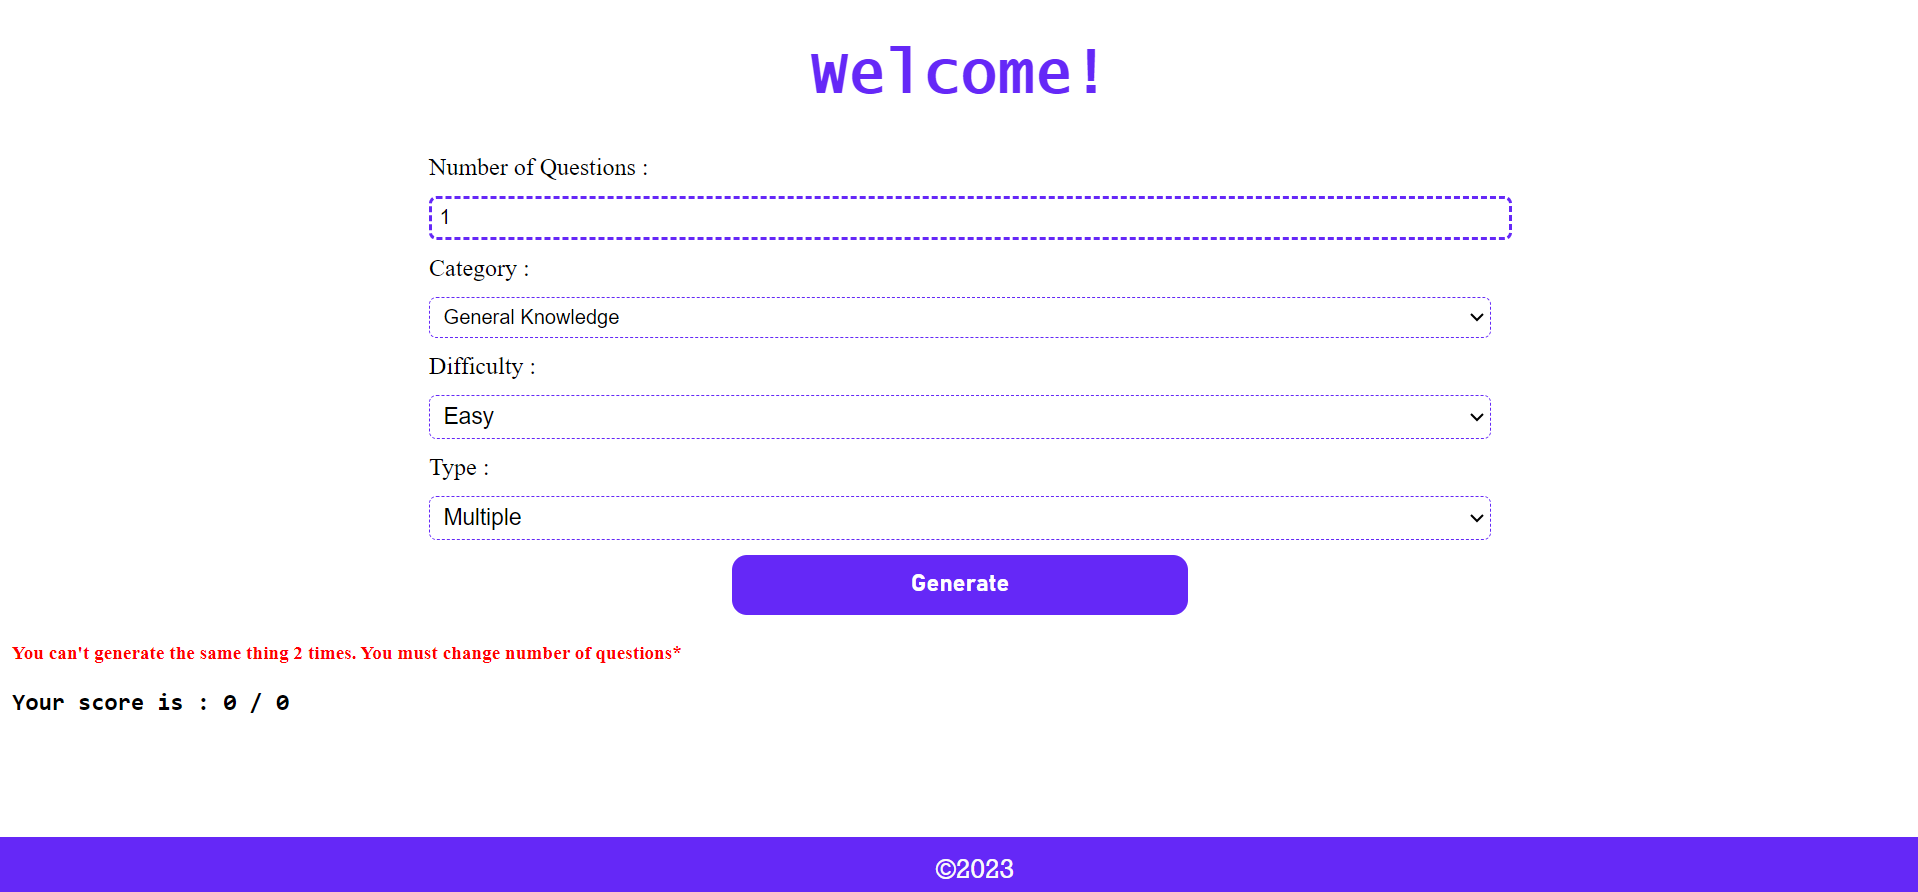 Welcome!
Number of Questions :
1
Category :
General Knowledge
Difficulty :
Easy
Type :
Multiple
Generate
You can't generate the same thing 2 times. You must change number of questions*
Your score is : 0 / 0
©2023